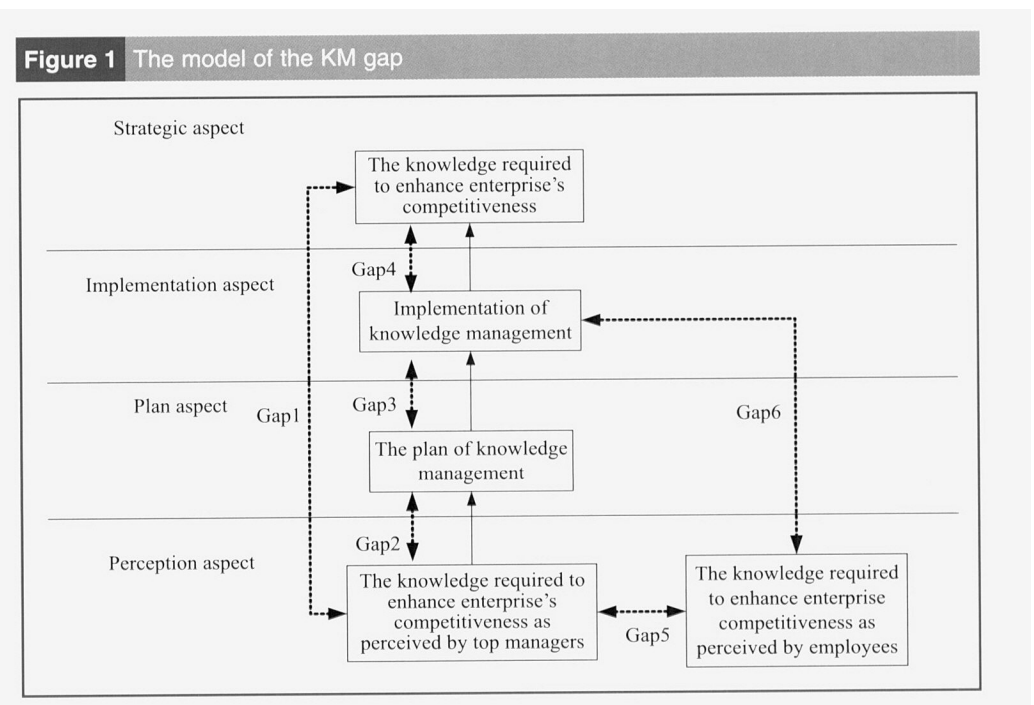 Figure 1 The model of the KM gap
Strategic aspect
The knowledge required
to enhance enterprise's
competitiveness
Gap4
Implementation aspect
Implementation of
knowledge management
Plan aspect
Gap1
Gap3
Gap6
The plan of knowledge
management
Gap2
Perception aspect
The knowledge required to
enhance enterprise's
competitiveness as
perceived by top managers
Gap5
The knowledge required
to enhance enterprise
competitiveness as
perceived by employees